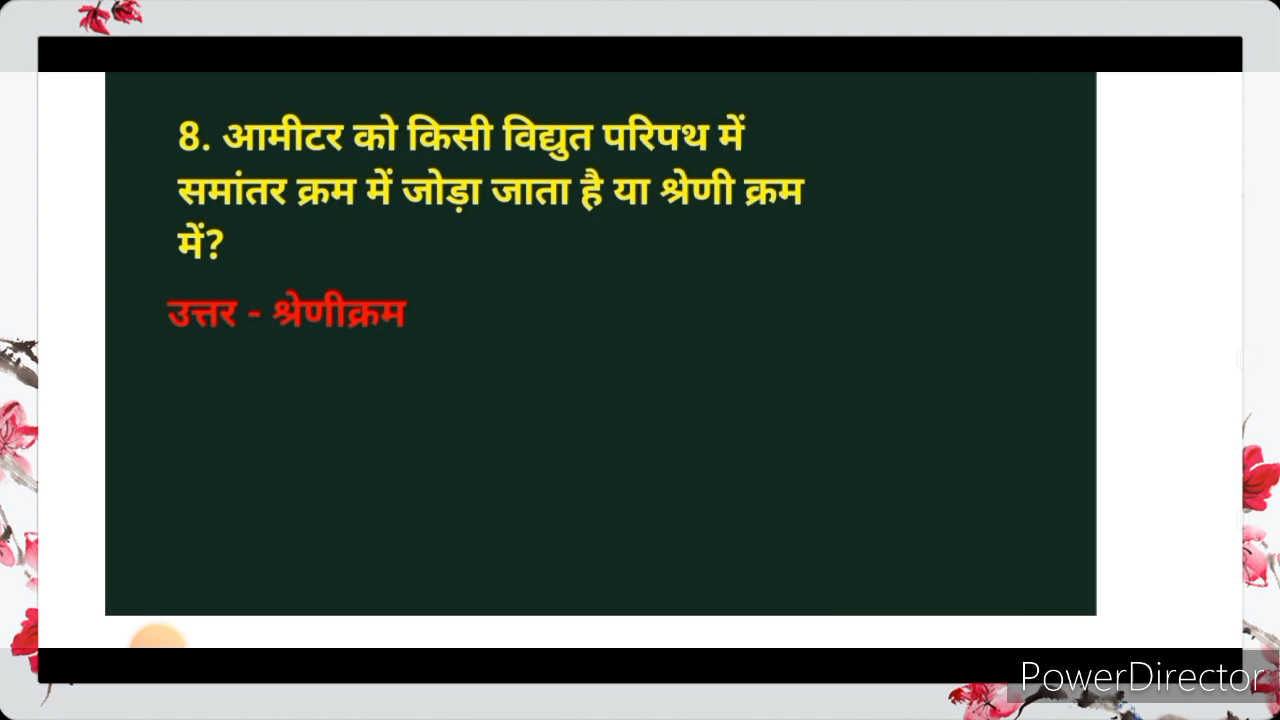 8. आमीटर को किसी विद्युत परिपथ में
समांतर क्रम में जोड़ा जाता है या श्रेणी क्रम
में?
उत्तर - श्रेणीक्रम
PowerDirector